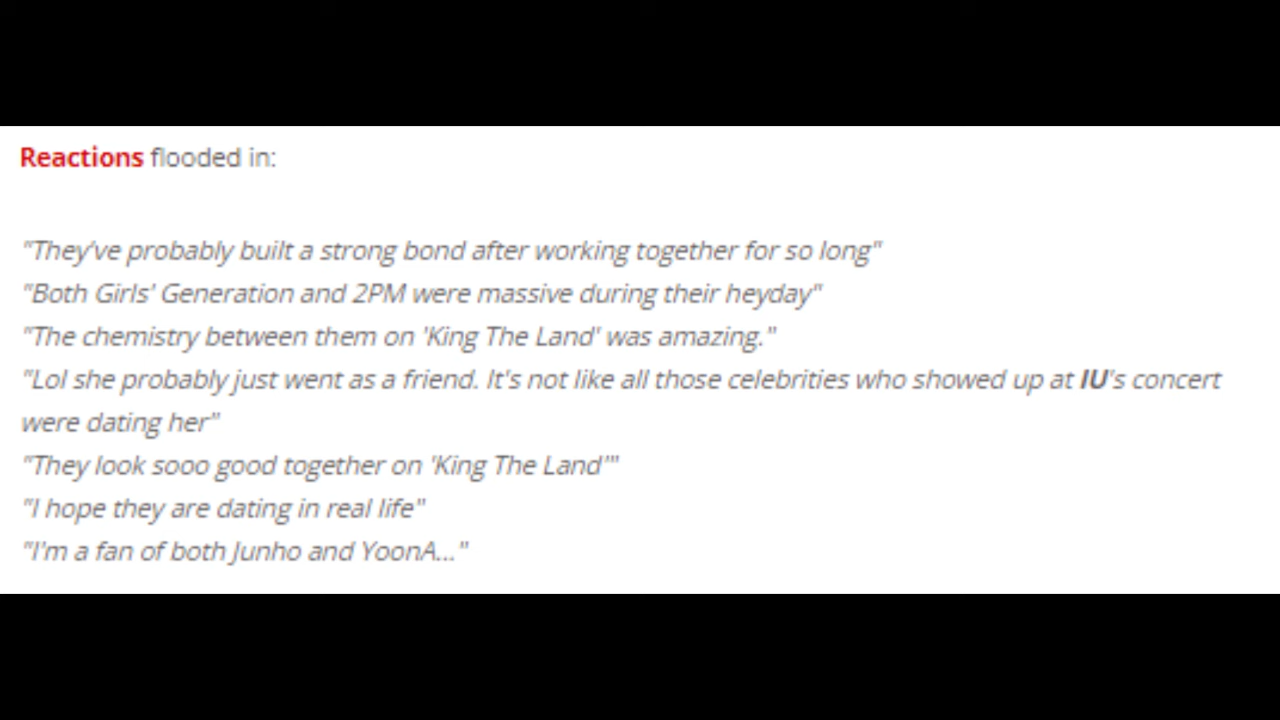 Reactions flooded in:
"They've probably built a strong bond after working together for so long"
"Both Girls' Generation and 2PM were massive during their heyday"
"The chemistry between them on 'King The Land' was amazing."
"Lol she probably just went as a friend. It's not like all those celebrities who showed up at IU's concert
were dating her"
"They look sooo good together on 'King The Land'"
"I hope they are dating in real life"
"I'm a fan of both Junho and YoonA..."